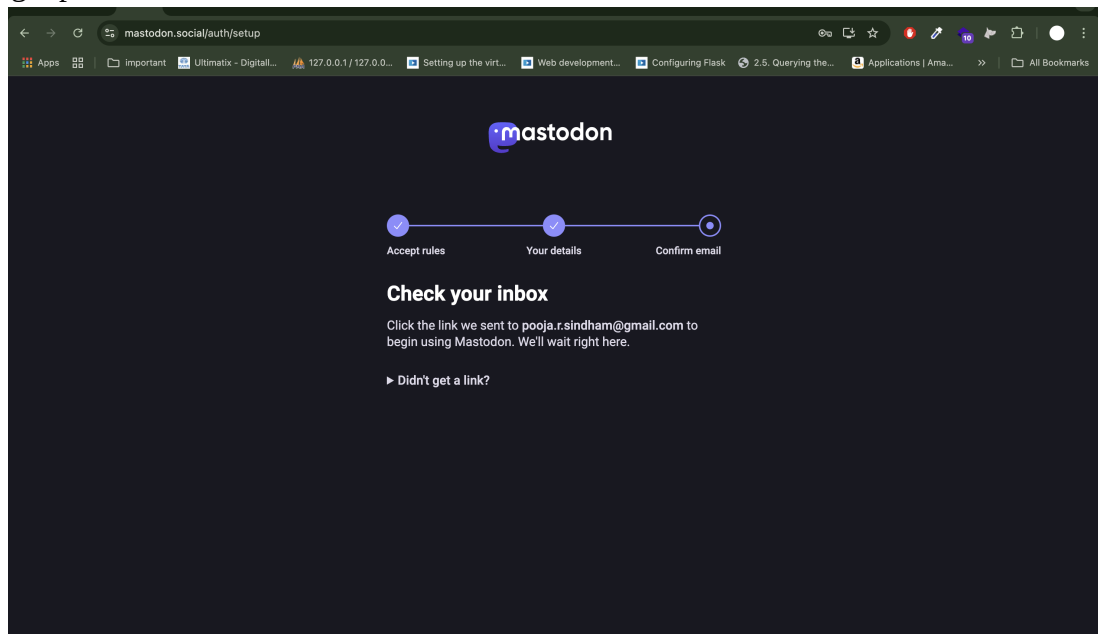 mastodon.social/auth/setup
10
Apps
important
Ultimatix - Digitall...
127.0.0.1 / 127.0.0...
Setting up the virt...
Web development...
Configuring Flask
2.5. Querying the...
Applications | Ama...
All Bookmarks
mastodon
Accept rules
Your details
Confirm email
Check your inbox
Click the link we sent to pooja.r.sindham@gmail.com to
begin using Mastodon. We'll wait right here.
Didn't get a link?